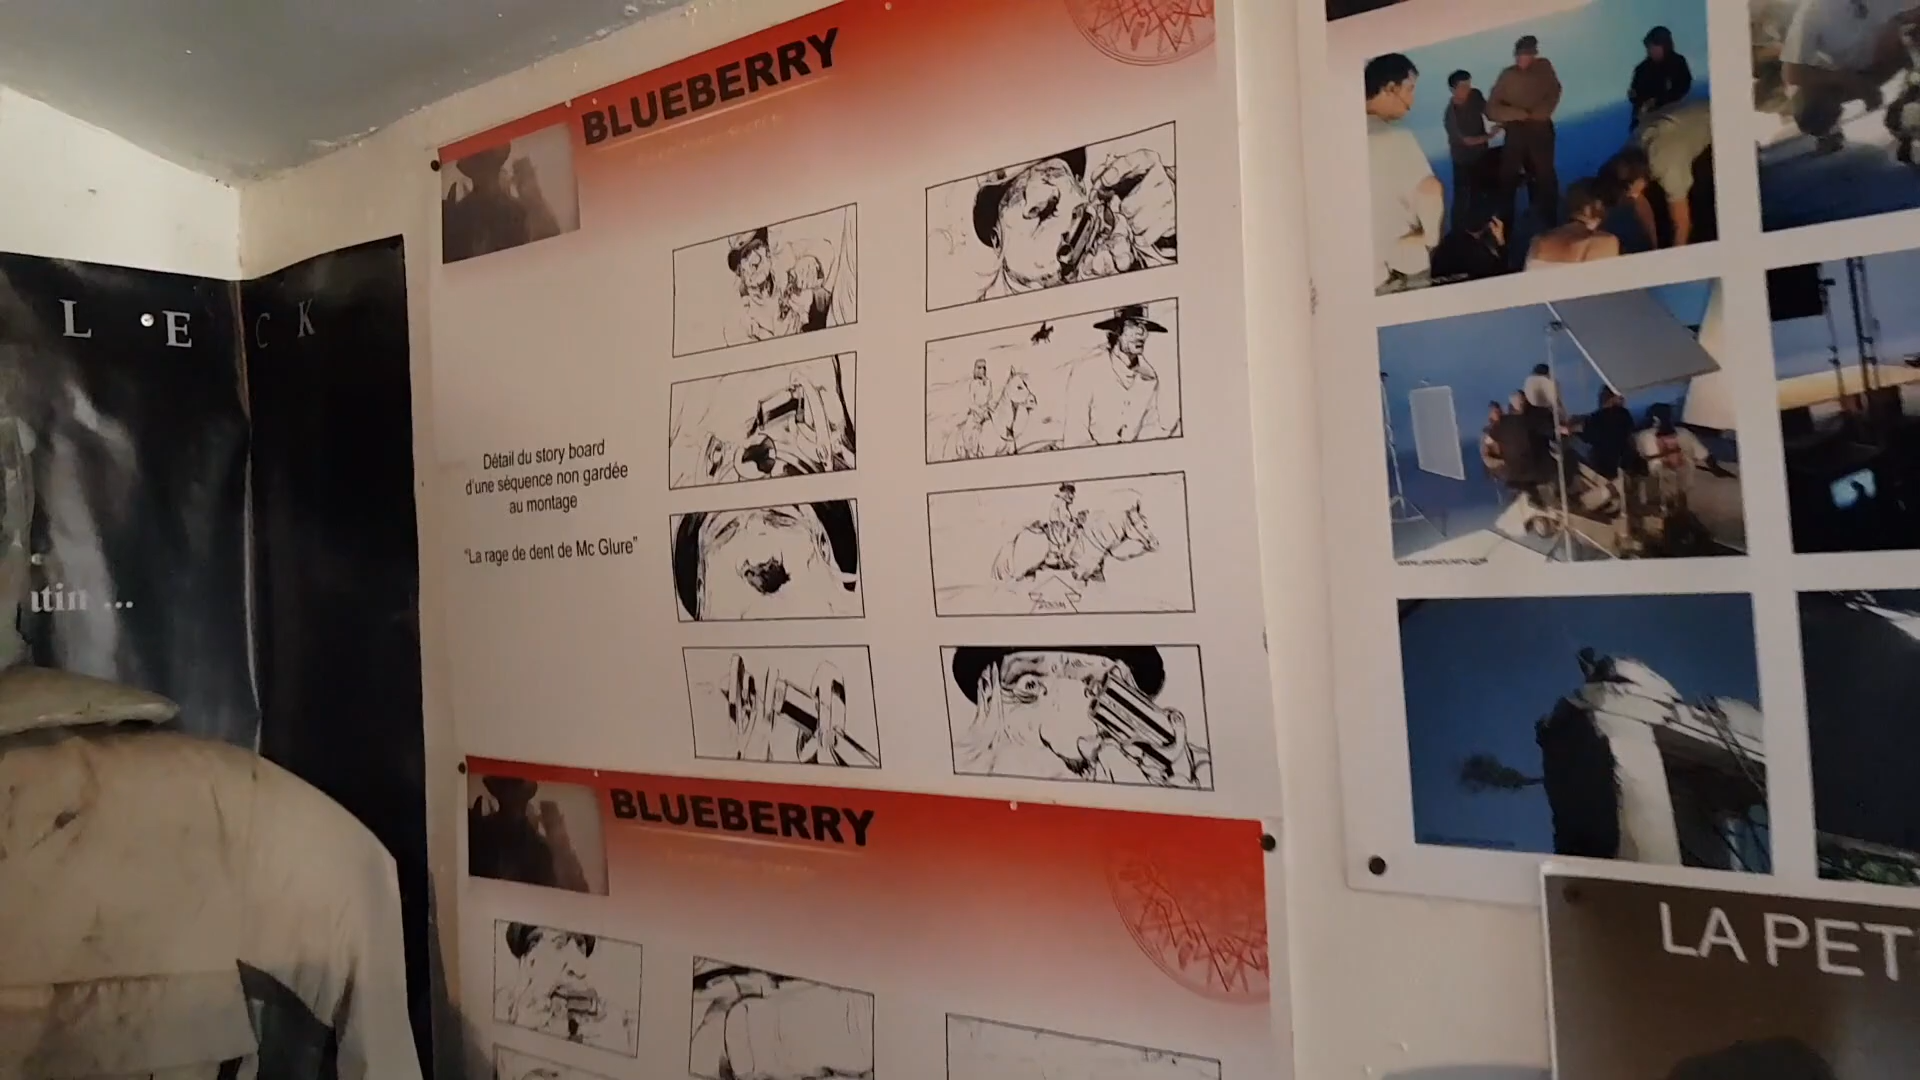 BLUEBERRY
L E C K
Détail du story board
d'une séquence non gardée
au montage
"La rage de dent de Mc Glure"
ZOOM
BLUEBERRY
LA PET